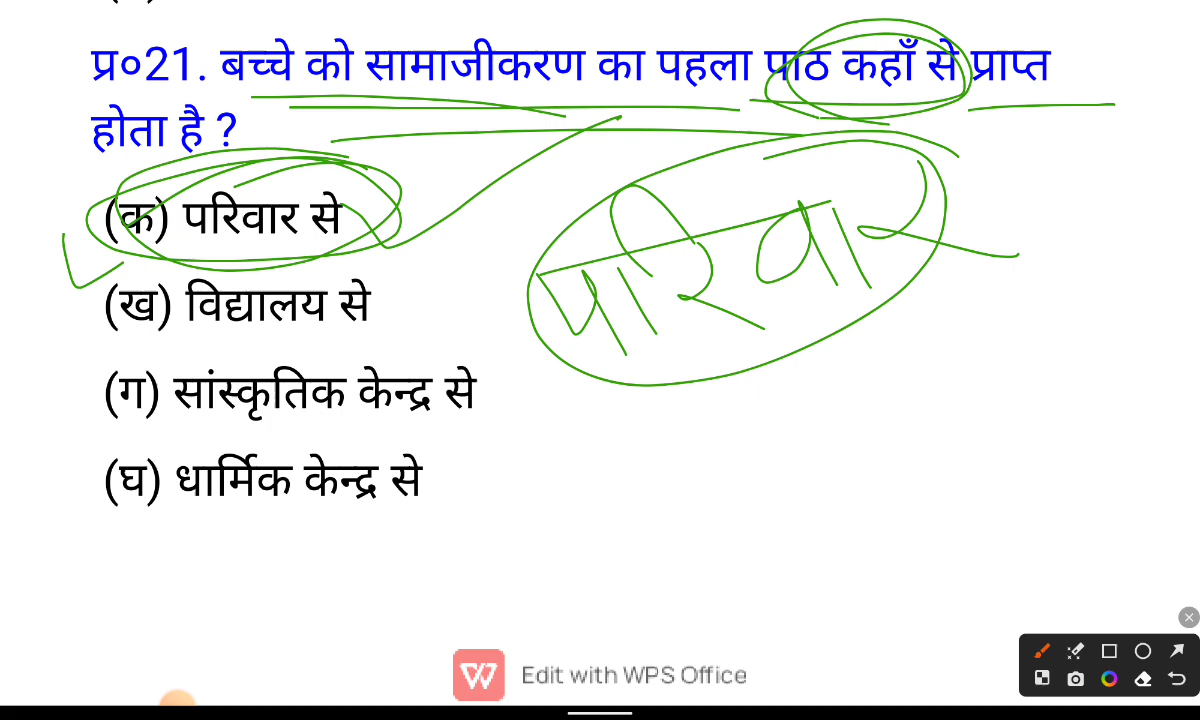 प्र०21. बच्चे को सामाजीकरण का पहला पाठ कहाँ से प्राप्त
होता है ?
(क) परिवार से
परिवार
(ख) विद्यालय से
(ग) सांस्कृतिक केन्द्र से
(घ) धार्मिक केन्द्र से
Edit with WPS Office